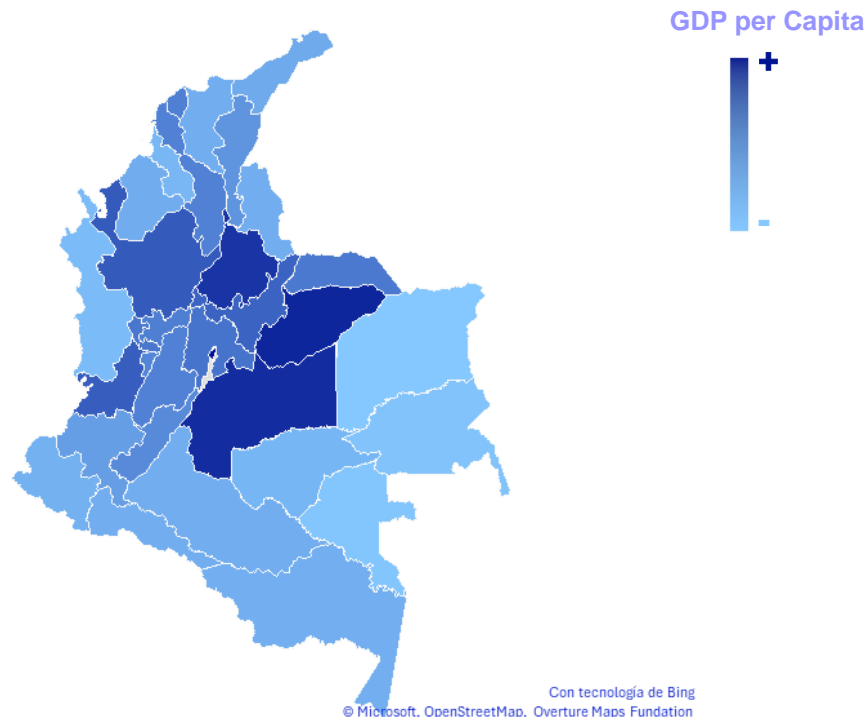 GDP per Capita
+
-
Con tecnología de Bing
© Microsoft, OpenStreetMap, Overture Maps Fundation